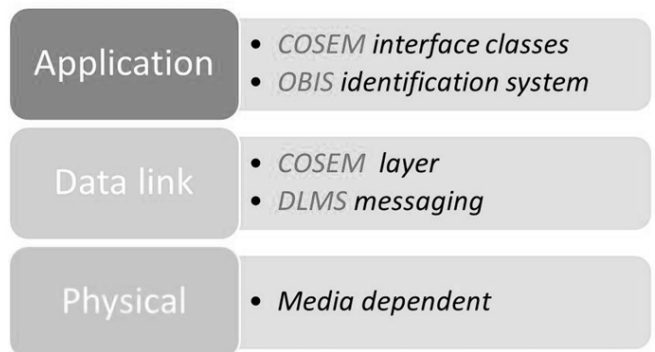 Application
• COSEM interface classes
• OBIS identification system
Data link
• COSEM layer
• DLMS messaging
Physical
• Media dependent